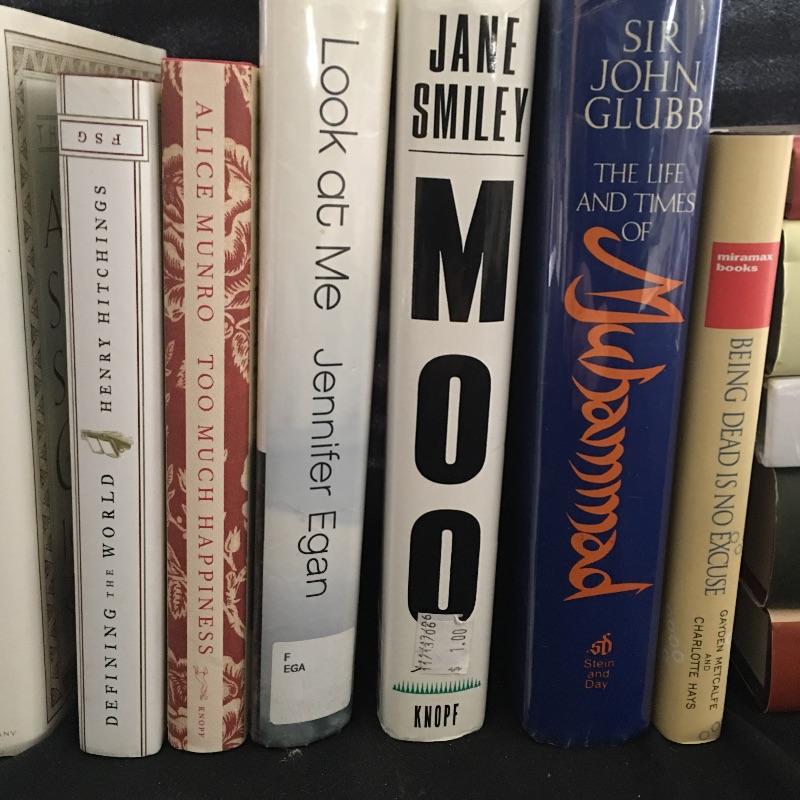 FSG
HENRY HITCHINGS
DEFINING THE WORLD
ALICE MUNRO TOO MUCH HAPPINESS
KNOPF
Look at Me Jennifer Egan
F
EGA
JANE
SMILEY
MOO
KNOPF
SIR
JOHN
GLUBB
THE LIFE
AND TIMES
OF
Muhammad
Stein
and
Day
miramax
books
BEING DEAD IS NO EXCUSE
GAYDEN METCALFE
AND
CHARLOTTE HAYS